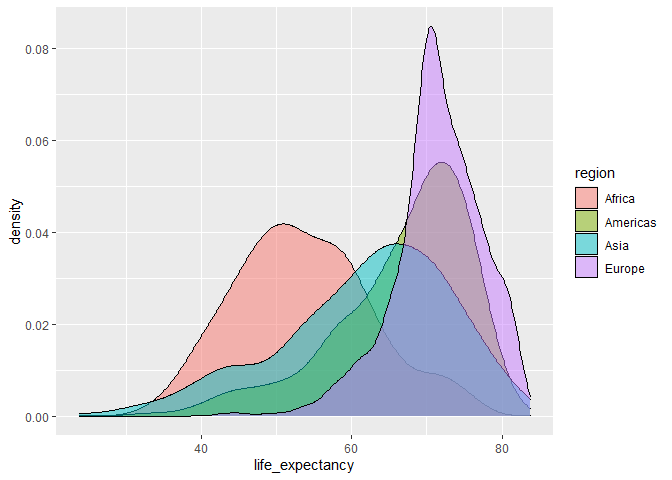 0.08
0.06
0.04
0.02
0.00
density
40 60 80
life_expectancy
region
Africa
Americas
Asia
Europe